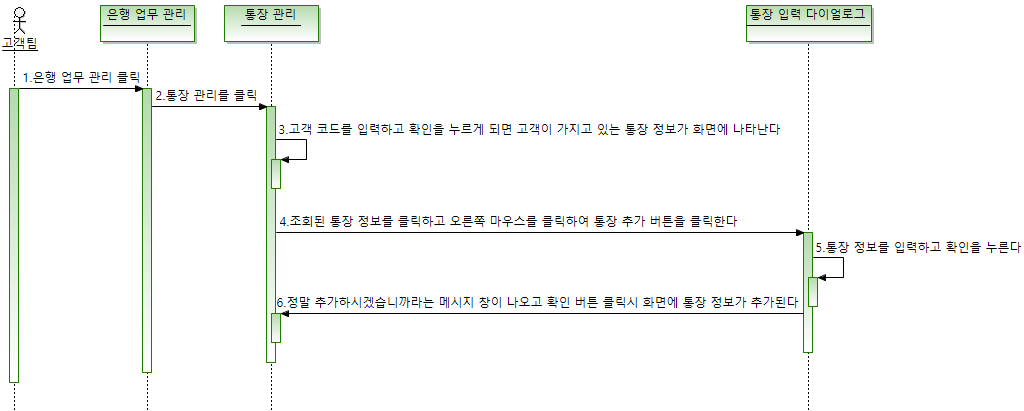 은행 업무 관리
통장 관리
통장 입력 다이얼로그
고객팀
1.은행 업무 관리 클릭
2.통장 관리를 클릭
3.고객 코드를 입력하고 확인을 누르게 되면 고객이 가지고 있는 통장 정보가 화면에 나타난다
4.조회된 통장 정보를 클릭하고 오른쪽 마우스를 클릭하여 통장 추가 버튼을 클릭한다
5.통장 정보를 입력하고 확인을 누른다
6.정말 추가하시겠습니까라는 메시지 창이 나오고 확인 버튼 클릭시 화면에 통장 정보가 추가된다